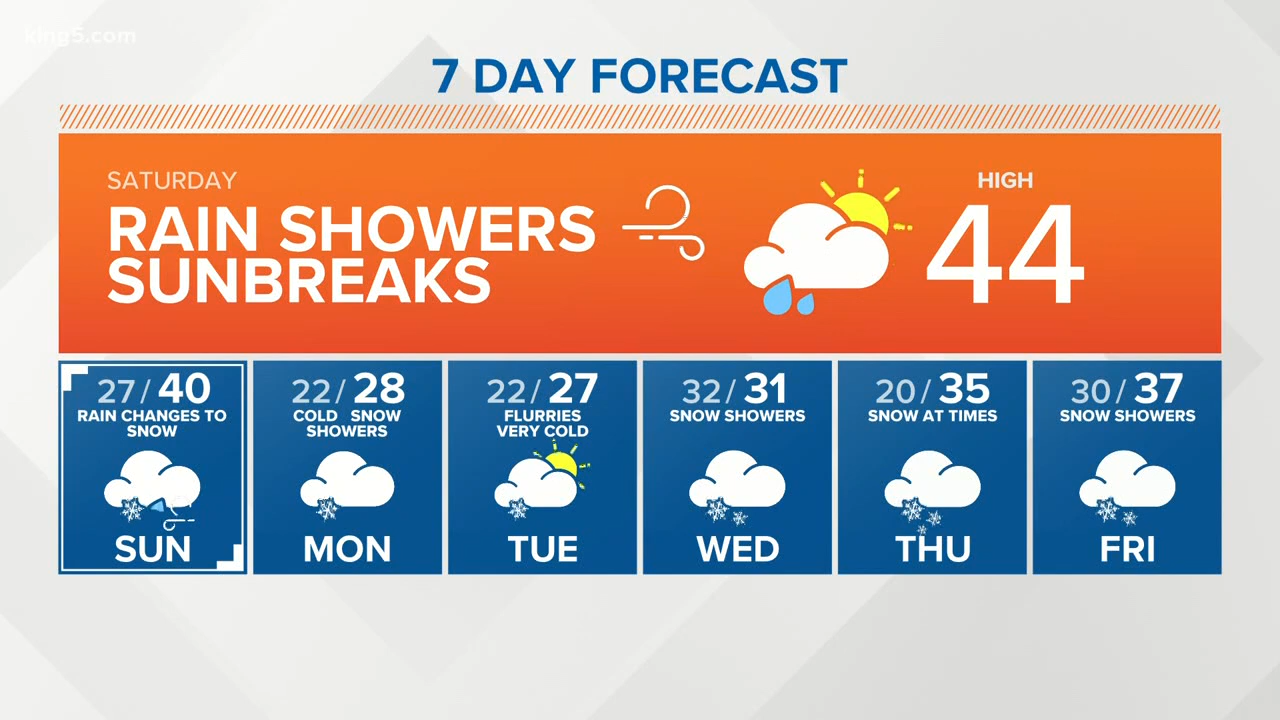 king5.com
7 DAY FORECAST
SATURDAY
RAIN SHOWERS
SUNBREAKS
HIGH
44
27 / 40
RAIN CHANGES TO
SNOW
SUN
22 / 28
COLD SNOW
SHOWERS
MON
22 / 27
FLURRIES
VERY COLD
TUE
32 / 31
SNOW SHOWERS
WED
20 / 35
SNOW AT TIMES
THU
30 / 37
SNOW SHOWERS
FRI